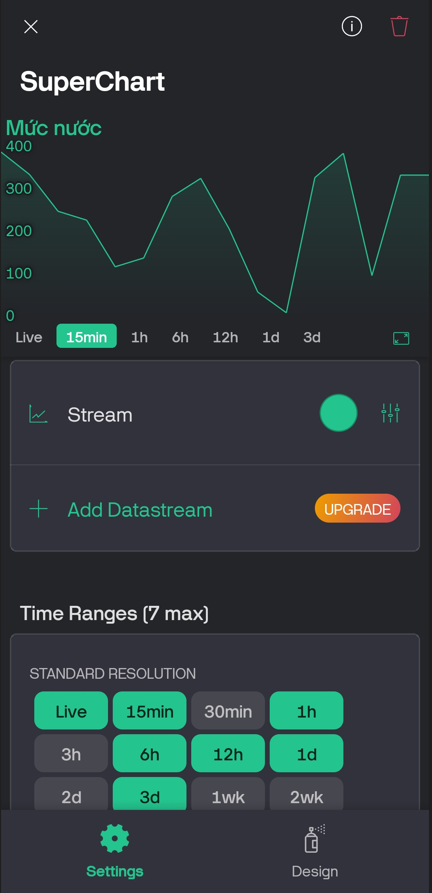 SuperChart
Mức nước
400
300
200
100
0
Live 15min 1h 6h 12h 1d 3d
Stream
Add Datastream UPGRADE
Time Ranges (7 max)
STANDARD RESOLUTION
Live 15min 30min 1h
3h 6h 12h 1d
2d 3d 1wk 2wk
Settings Design